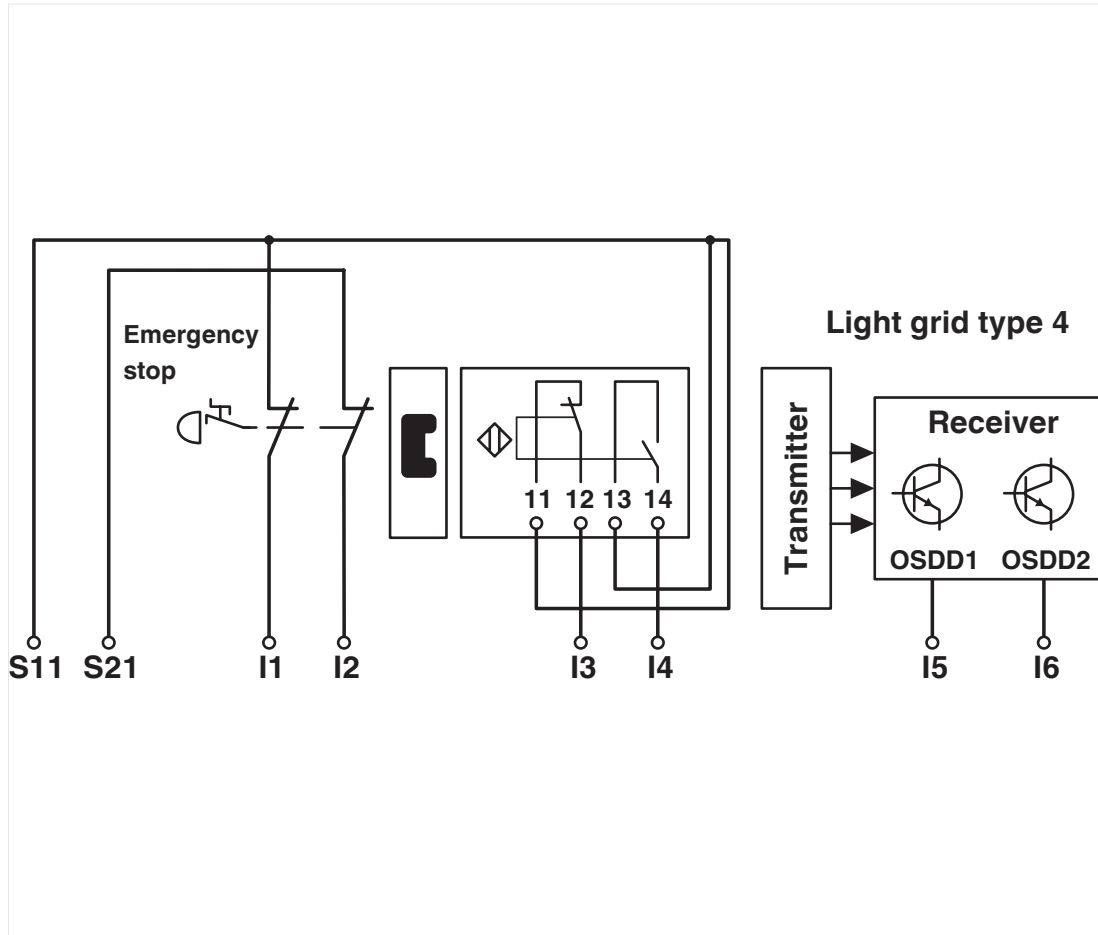 Emergency
stop
Light grid type 4
Transmitter
Receiver
OSDD1 OSDD2
11 12 13 14
S11 S21 I1 I2 I3 I4 I5 I6